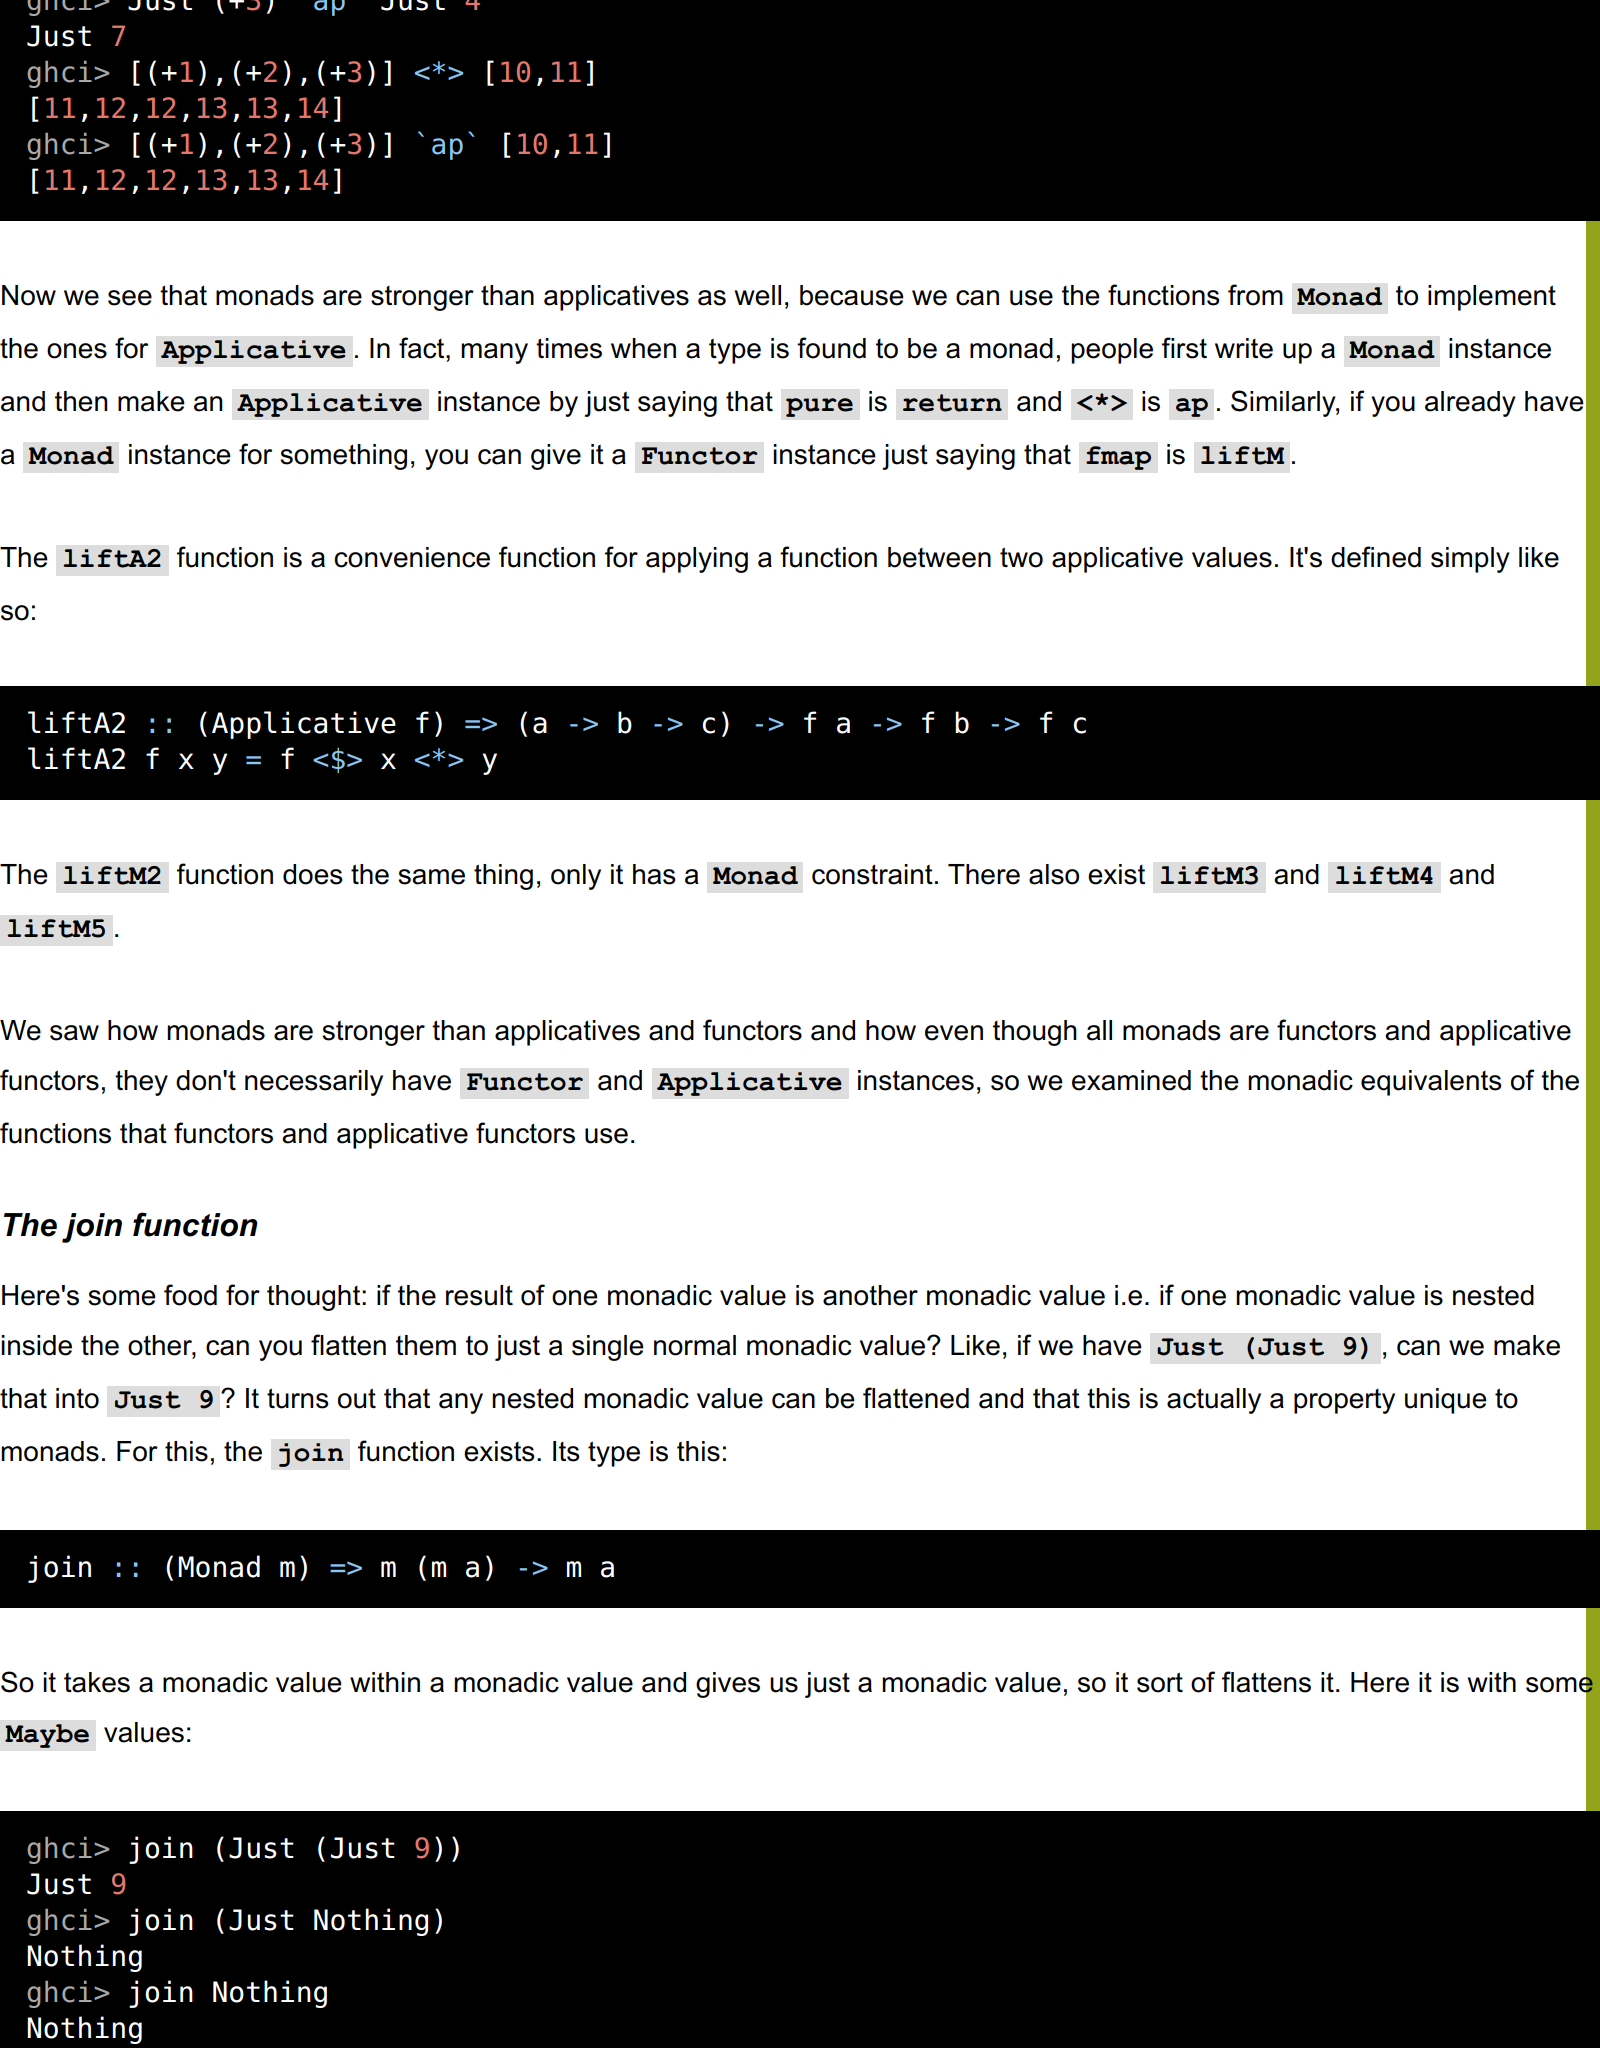 ghci> Just (+3) `ap` Just 4
Just 7
ghci> [(+1),(+2),(+3)] <*> [10,11]
[11,12,12,13,13,14]
ghci> [(+1),(+2),(+3)] `ap` [10,11]
[11,12,12,13,13,14]
Now we see that monads are stronger than applicatives as well, because we can use the functions from Monad to implement
the ones for Applicative. In fact, many times when a type is found to be a monad, people first write up a Monad instance
and then make an Applicative instance by just saying that pure is return and <*> is ap. Similarly, if you already have
a Monad instance for something, you can give it a Functor instance just saying that fmap is liftM.
The liftA2 function is a convenience function for applying a function between two applicative values. It's defined simply like
so:
liftA2 :: (Applicative f) => (a -> b -> c) -> f a -> f b -> f c
liftA2 f x y = f <$> x <*> y
The liftM2 function does the same thing, only it has a Monad constraint. There also exist liftM3 and liftM4 and
liftM5.
We saw how monads are stronger than applicatives and functors and how even though all monads are functors and applicative
functors, they don't necessarily have Functor and Applicative instances, so we examined the monadic equivalents of the
functions that functors and applicative functors use.
The join function
Here's some food for thought: if the result of one monadic value is another monadic value i.e. if one monadic value is nested
inside the other, can you flatten them to just a single normal monadic value? Like, if we have Just (Just 9), can we make
that into Just 9? It turns out that any nested monadic value can be flattened and that this is actually a property unique to
monads. For this, the join function exists. Its type is this:
join :: (Monad m) => m (m a) -> m a
So it takes a monadic value within a monadic value and gives us just a monadic value, so it sort of flattens it. Here it is with some
Maybe values:
ghci> join (Just (Just 9))
Just 9
ghci> join (Just Nothing)
Nothing
ghci> join Nothing
Nothing